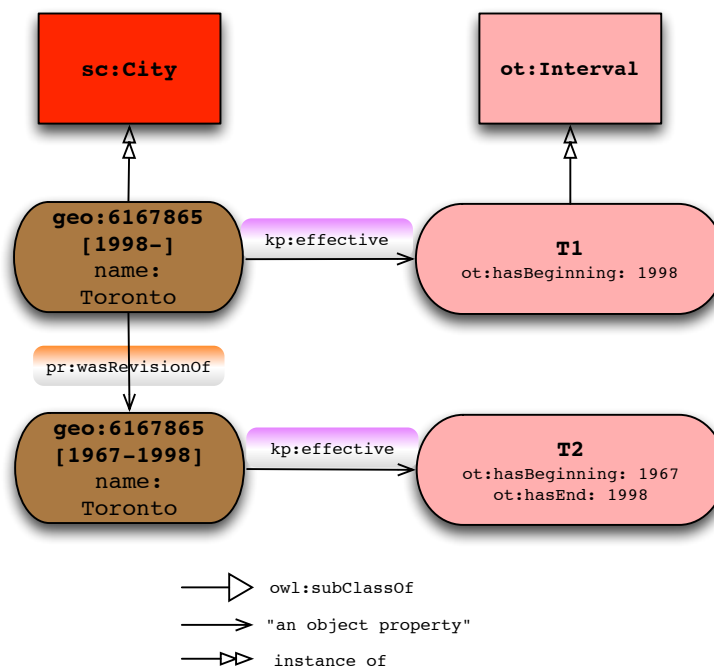 sc:City
ot:Interval
geo:6167865
[1998-]
name:
Toronto
kp:effective
T1
ot:hasBeginning: 1998
pr:wasRevisionOf
geo:6167865
[1967-1998]
name:
Toronto
kp:effective
T2
ot:hasBeginning: 1967
ot:hasEnd: 1998
owl:subClassOf
"an object property"
instance of